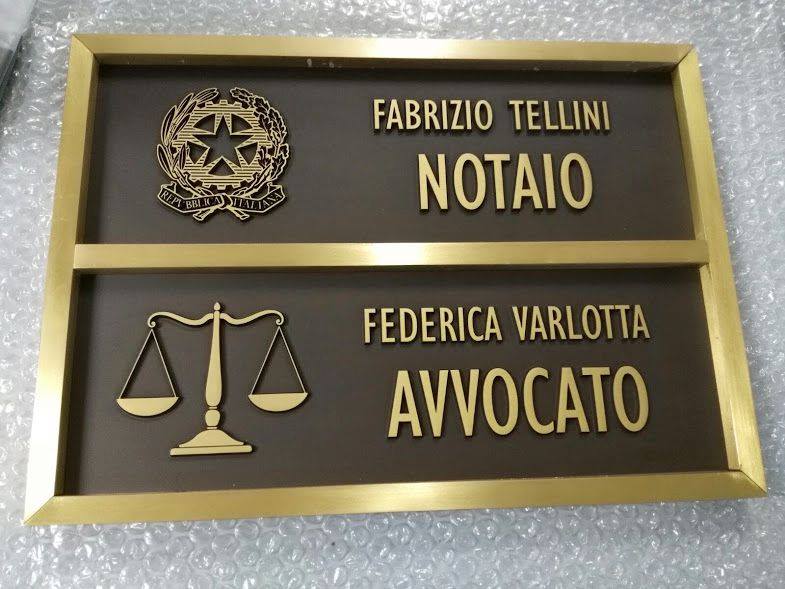 REPUBBLICA ITALIANA
FABRIZIO TELLINI
NOTAIO
FEDERICA VARLOTTA
AVVOCATO